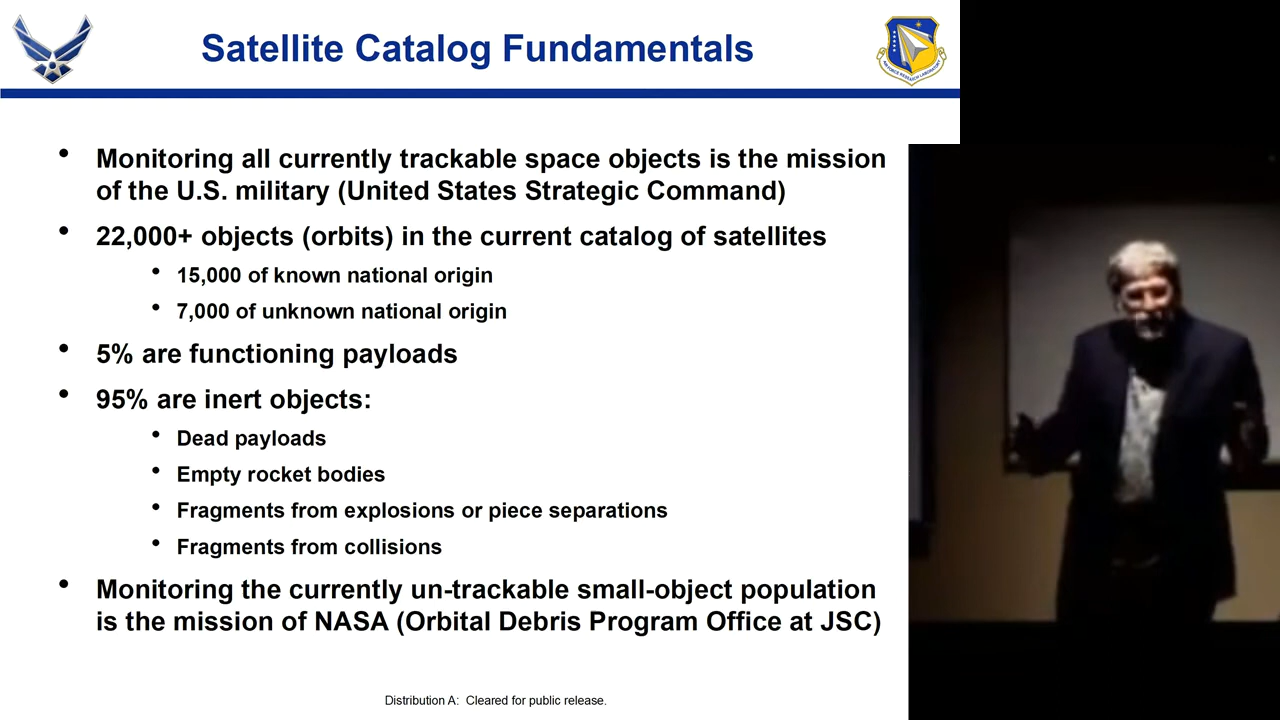 Satellite Catalog Fundamentals
• Monitoring all currently trackable space objects is the mission
of the U.S. military (United States Strategic Command)
• 22,000+ objects (orbits) in the current catalog of satellites
• 15,000 of known national origin
• 7,000 of unknown national origin
• 5% are functioning payloads
• 95% are inert objects:
• Dead payloads
• Empty rocket bodies
• Fragments from explosions or piece separations
• Fragments from collisions
• Monitoring the currently un-trackable small-object population
is the mission of NASA (Orbital Debris Program Office at JSC)
Distribution A: Cleared for public release.
AIR FORCE RESEARCH LABORATORY